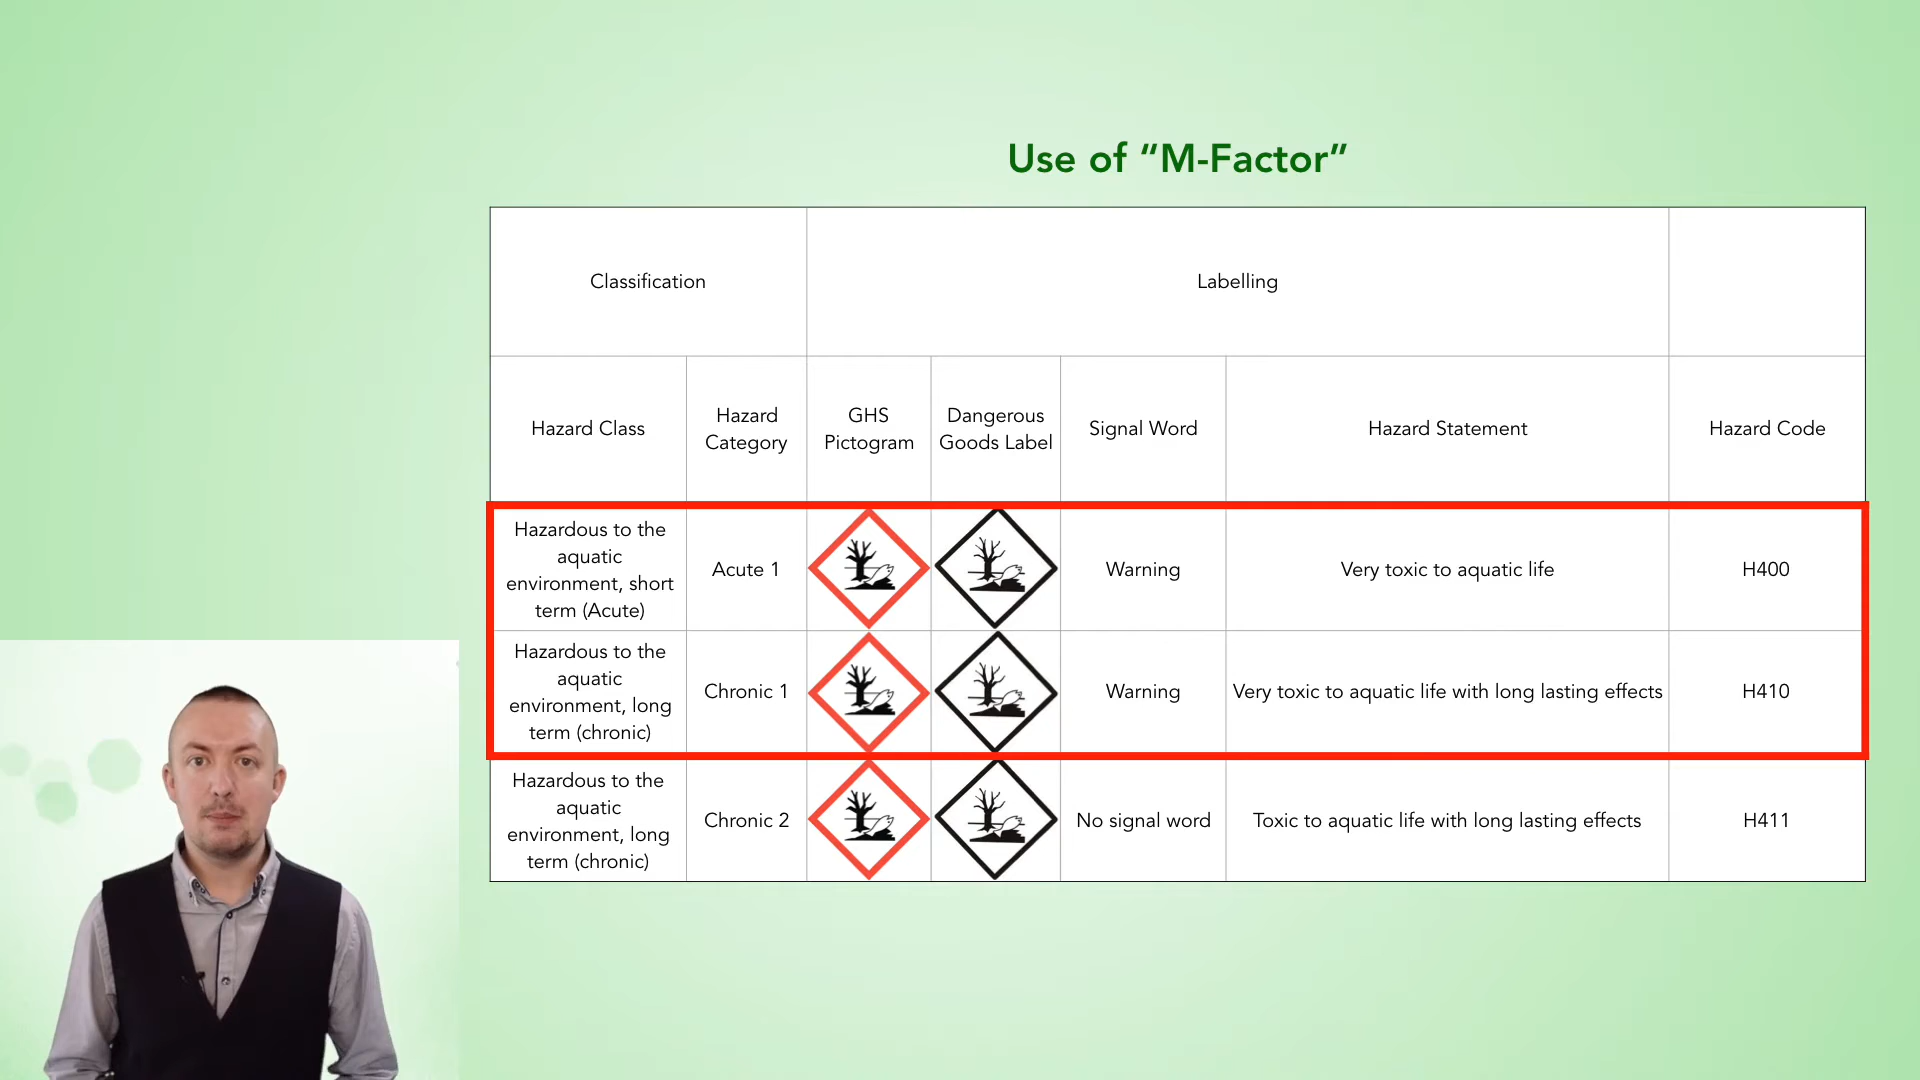 Use of “M-Factor”
Classification
Labelling
Hazard Class
Hazard
Category
GHS
Pictogram
Dangerous
Goods Label
Signal Word
Hazard Statement
Hazard Code
Hazardous to the
aquatic
environment, short
term (Acute)
Acute 1
Warning
Very toxic to aquatic life
H400
Hazardous to the
aquatic
environment, long
term (chronic)
Chronic 1
Warning
Very toxic to aquatic life with long lasting effects
H410
Hazardous to the
aquatic
environment, long
term (chronic)
Chronic 2
No signal word
Toxic to aquatic life with long lasting effects
H411